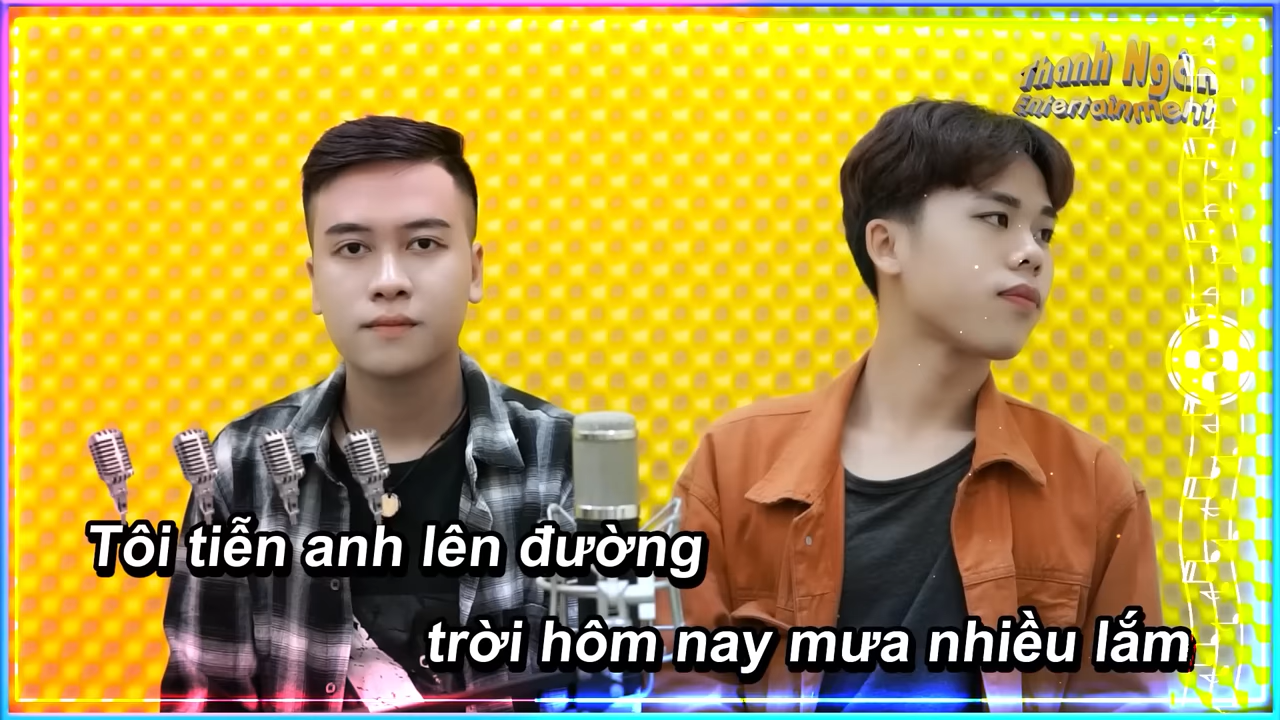 Thanh Ngân
Entertainment
Tôi tiễn anh lên đường
trời hôm nay mưa nhiều lắm